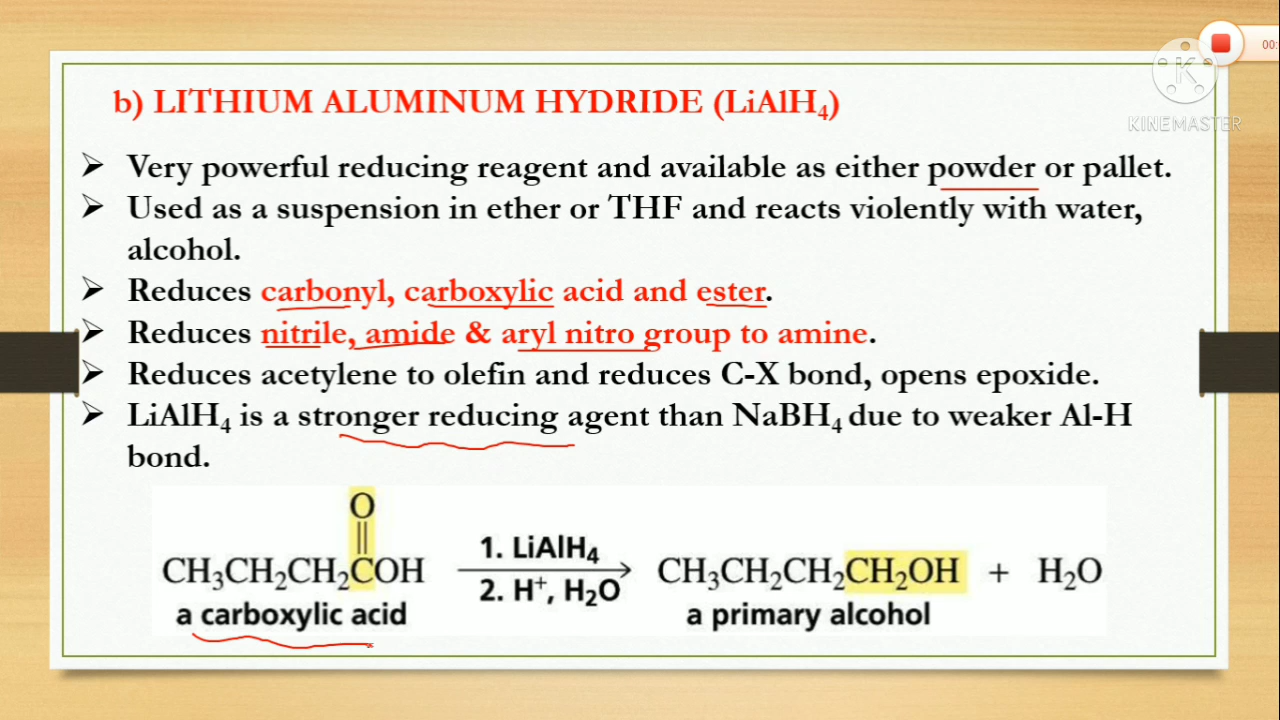 00:
K
KINEMASTER
b) LITHIUM ALUMINUM HYDRIDE (LiAlH₄)
➢ Very powerful reducing reagent and available as either powder or pallet.
➢ Used as a suspension in ether or THF and reacts violently with water,
alcohol.
➢ Reduces carbonyl, carboxylic acid and ester.
➢ Reduces nitrile, amide & aryl nitro group to amine.
➢ Reduces acetylene to olefin and reduces C-X bond, opens epoxide.
➢ LiAlH₄ is a stronger reducing agent than NaBH₄ due to weaker Al-H
bond.
O
||
CH₃CH₂CH₂COH
a carboxylic acid
1. LiAlH₄
2. H⁺, H₂O
CH₃CH₂CH₂CH₂OH + H₂O
a primary alcohol